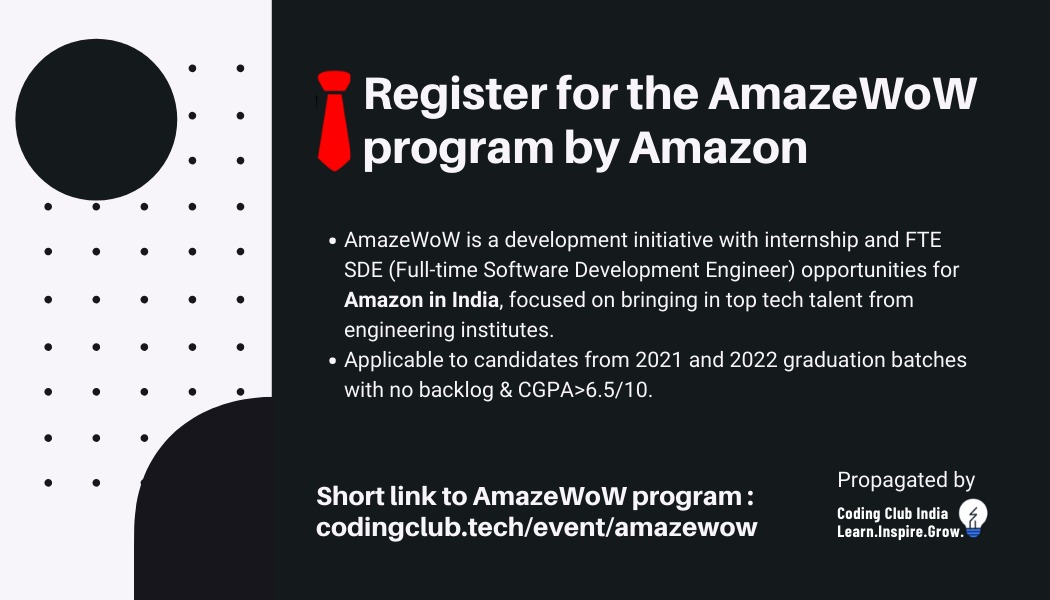 Register for the AmazeWoW
program by Amazon
• AmazeWoW is a development initiative with internship and FTE
SDE (Full-time Software Development Engineer) opportunities for
Amazon in India, focused on bringing in top tech talent from
engineering institutes.
• Applicable to candidates from 2021 and 2022 graduation batches
with no backlog & CGPA>6.5/10.
Short link to AmazeWoW program :
codingclub.tech/event/amazewow
Propagated by
Coding Club India
Learn.Inspire.Grow.